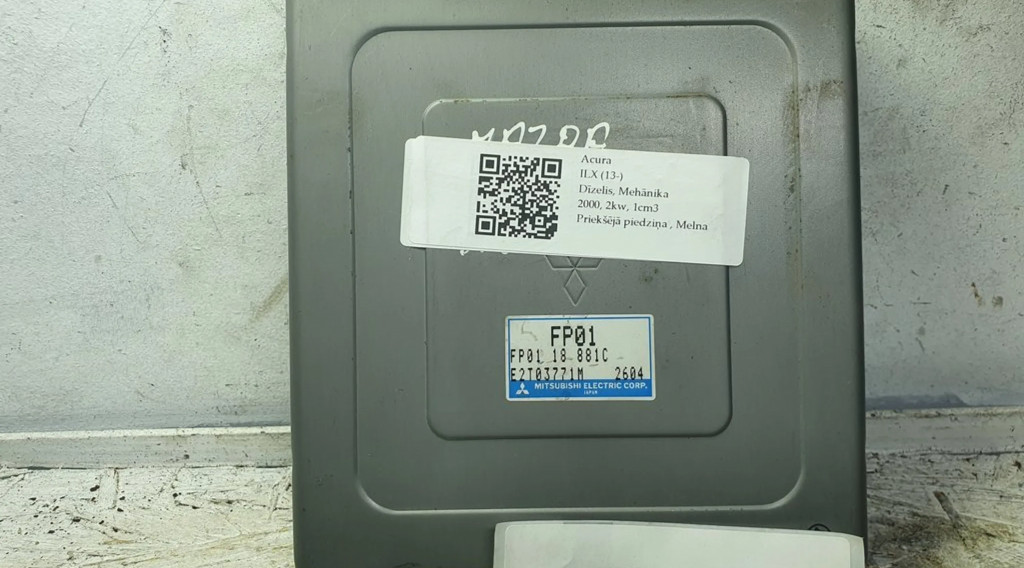 MAZDA
Acura
ILX (13-)
Dīzelis, Mehānika
2000, 2kw, 1cm3
Priekšējā piedziņa , Melna
FP01
FP01 18 881C
E2T03771M 2604
MITSUBISHI ELECTRIC CORP.
JAPAN